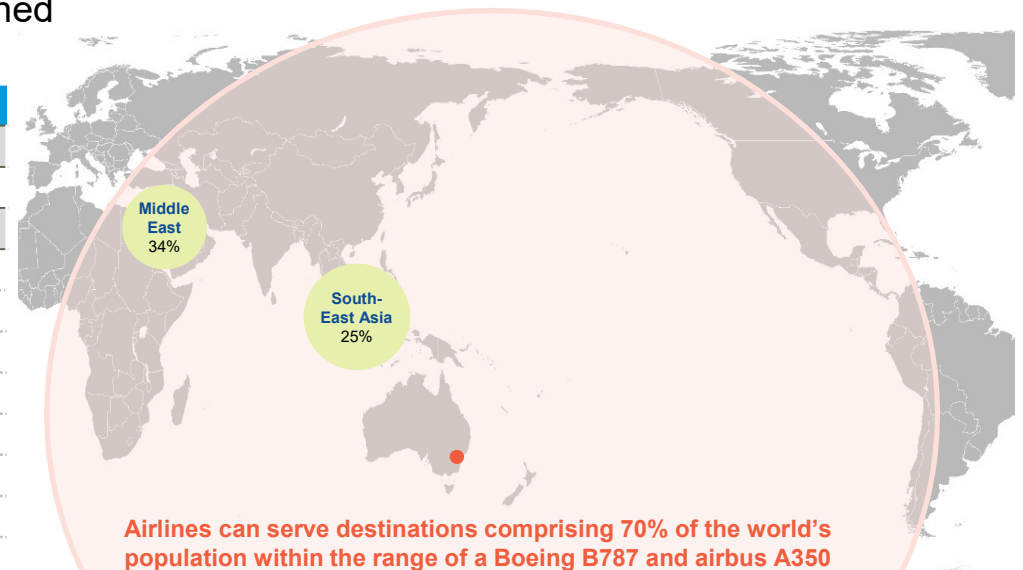 Middle
East
34%
South-
East Asia
25%
Airlines can serve destinations comprising 70% of the world's
population within the range of a Boeing B787 and airbus A350